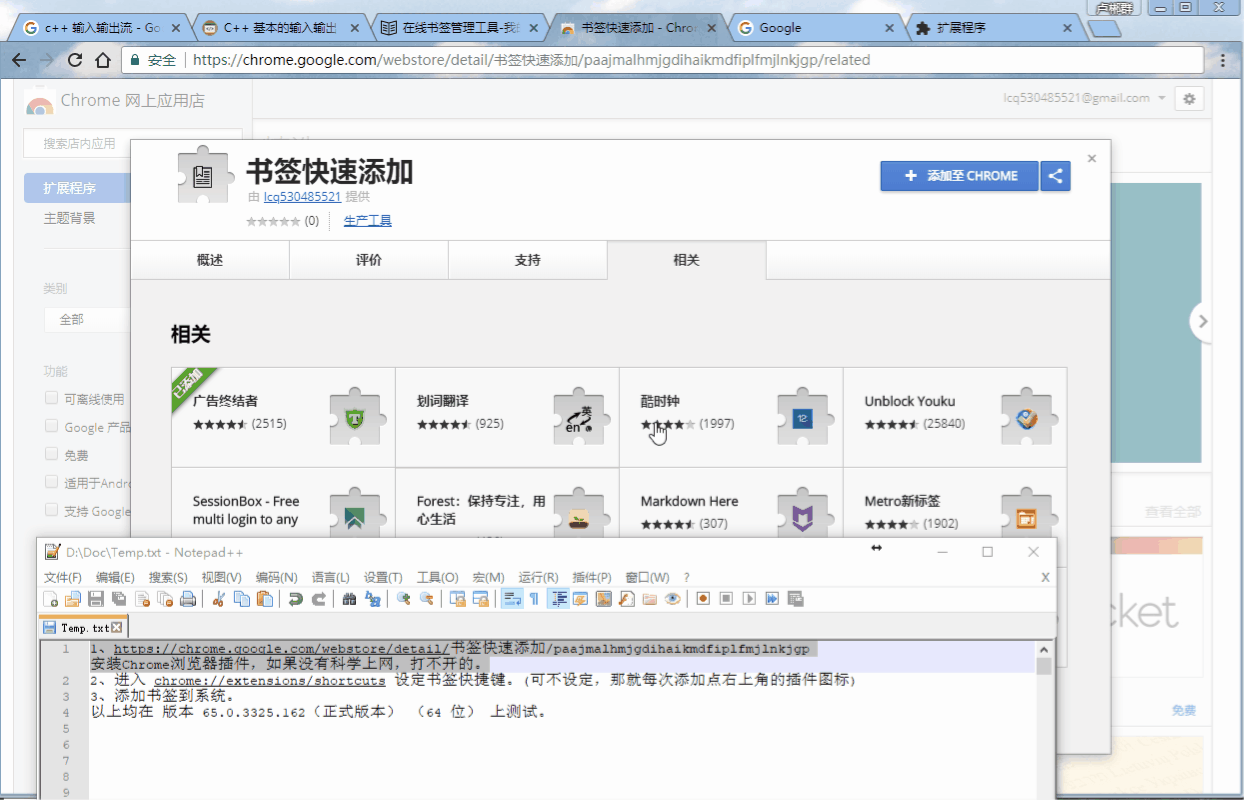 卢彬群
c++ 输入输出流 - Go
C++ 基本的输入输出
在线书签管理工具-我
书签快速添加 - Chro
Google
扩展程序
安全 | https://chrome.google.com/webstore/detail/书签快速添加/paajmalhmjgdihaikmdfiplfmjlnkjgp/related
Chrome 网上应用店
lcq530485521@gmail.com
搜索店内应用
扩展程序
主题背景
类别
全部
功能
可离线使用
Google 产品
免费
适用于Andro
支持 Google
书签快速添加
由 lcq530485521 提供
(0)
生产工具
添加至 CHROME
概述
评价
支持
相关
相关
已添加
广告终结者
(2515)
划词翻译
(925)
英
en
酷时钟
(1997)
12
Unblock Youku
(25840)
SessionBox - Free
multi login to any
Forest：保持专注，用
心生活
Markdown Here
(307)
Metro新标签
(1902)
查看全部
cket
免费
D:\Doc\Temp.txt - Notepad++
文件(F) 编辑(E) 搜索(S) 视图(V) 编码(N) 语言(L) 设置(T) 工具(O) 宏(M) 运行(R) 插件(P) 窗口(W) ? X
Temp.txt
1 1、https://chrome.google.com/webstore/detail/书签快速添加/paajmalhmjgdihaikmdfiplfmjlnkjgp
安装Chrome浏览器插件，如果没有科学上网，打不开的。
2 2、进入 chrome://extensions/shortcuts 设定书签快捷键。(可不设定，那就每次添加点右上角的插件图标)
3 3、添加书签到系统。
4 以上均在 版本 65.0.3325.162（正式版本） （64 位） 上测试。
5
6
7
8
9